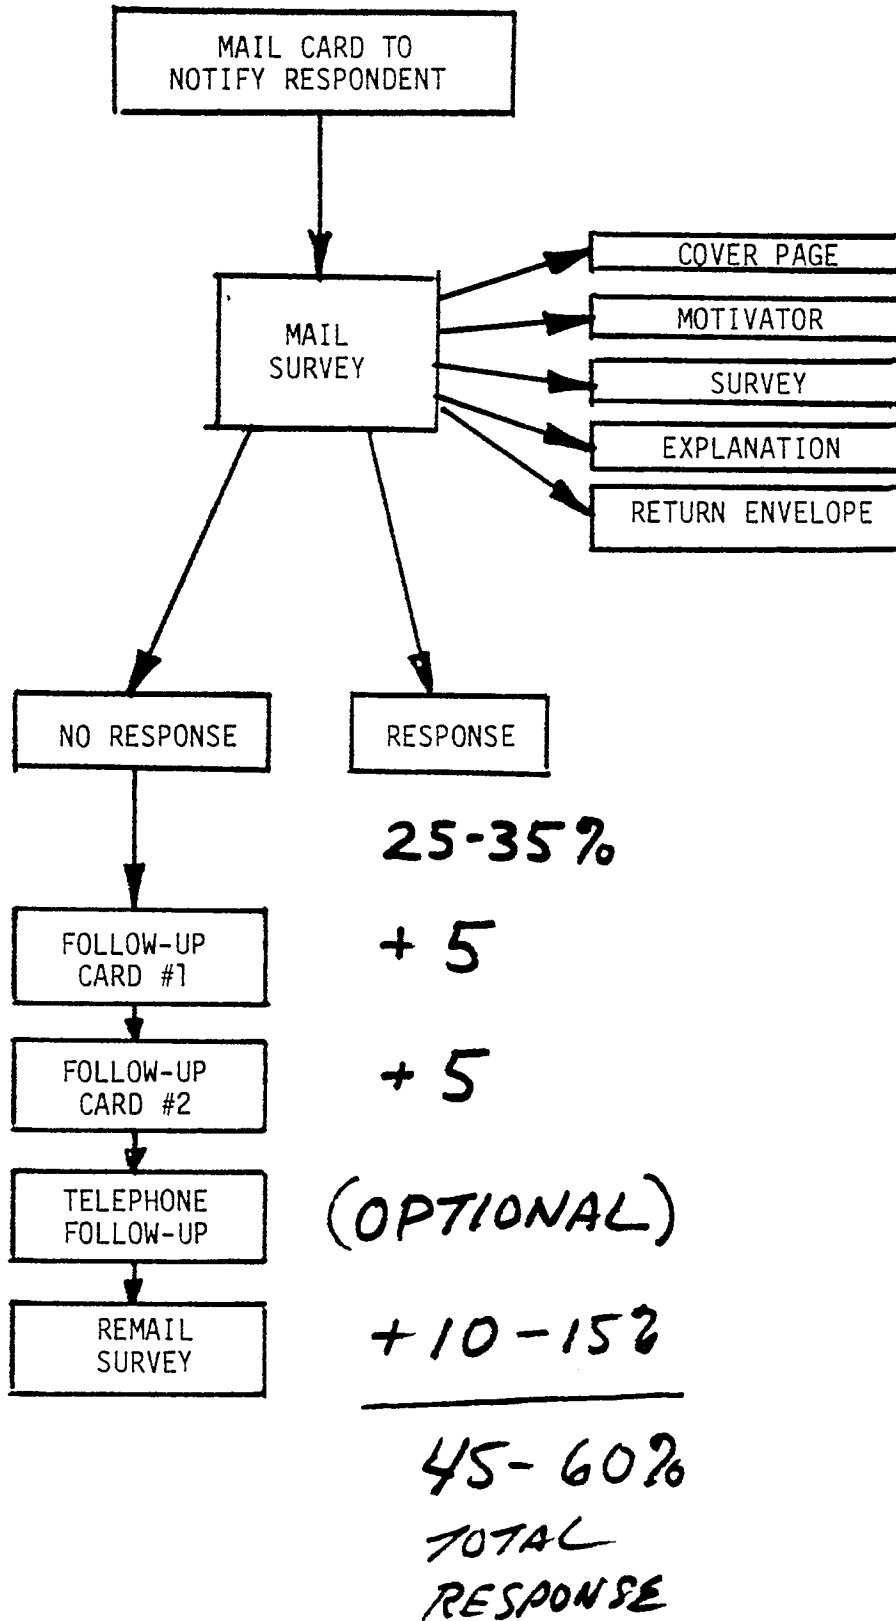 MAIL CARD TO
NOTIFY RESPONDENT
MAIL
SURVEY
COVER PAGE
MOTIVATOR
SURVEY
EXPLANATION
RETURN ENVELOPE
NO RESPONSE
RESPONSE
25-35%
FOLLOW-UP
CARD #1
+ 5
FOLLOW-UP
CARD #2
+ 5
TELEPHONE
FOLLOW-UP
(OPTIONAL)
REMAIL
SURVEY
+10-15%
45-60%
TOTAL
RESPONSE